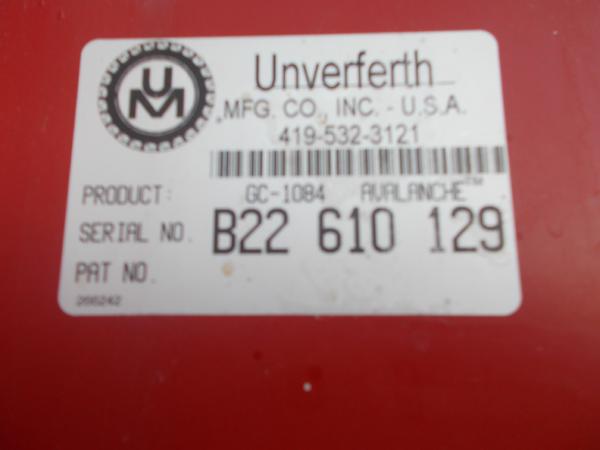 UM
Unverferth
MFG. CO., INC. - U.S.A.
419-532-3121
PRODUCT: GC-1084 AVALANCHE™
SERIAL NO. B22 610 129
PAT NO.
266242